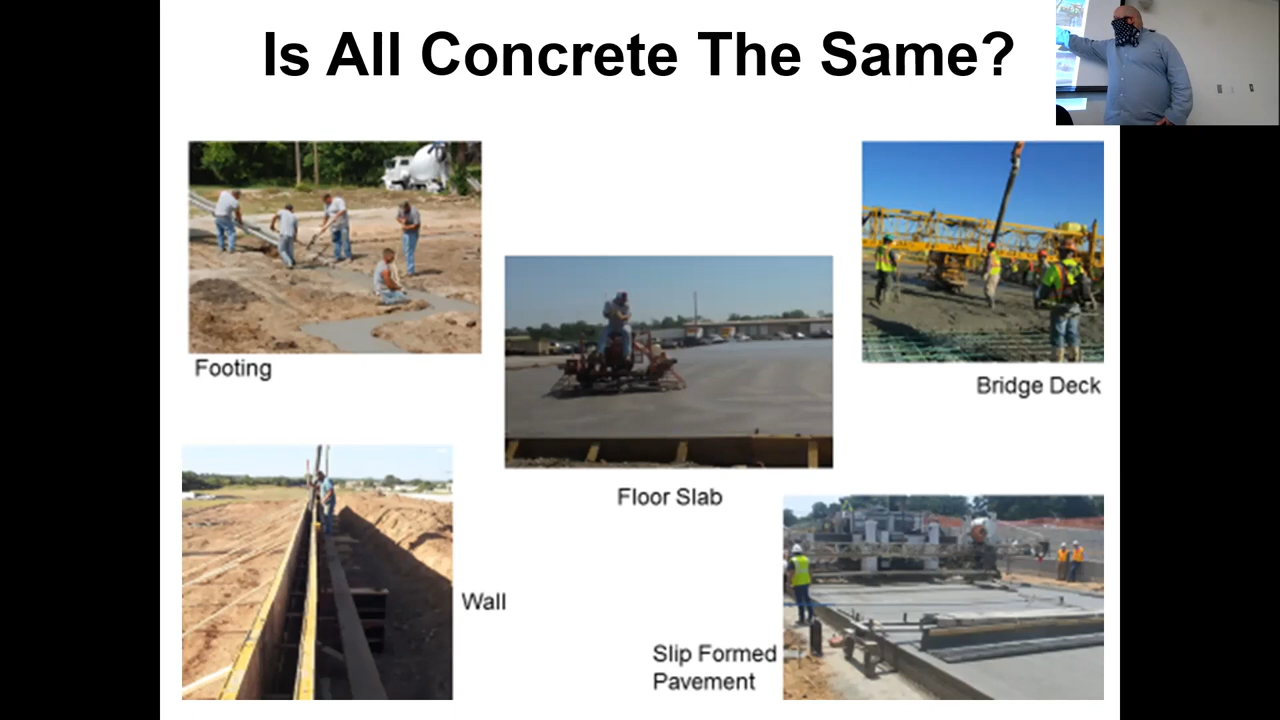 Is All Concrete The Same?
Footing
Bridge Deck
Floor Slab
Wall
Slip Formed
Pavement